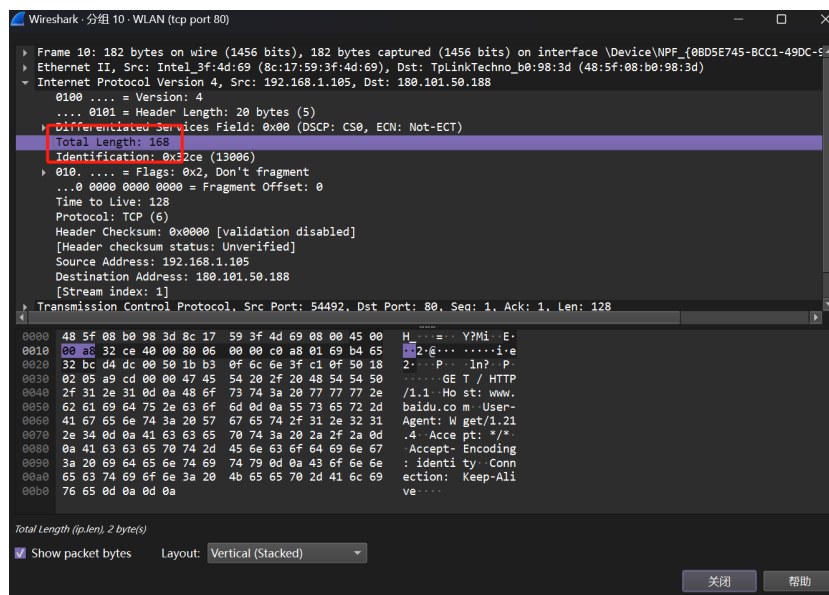 Wireshark · 分组 10 · WLAN (tcp port 80)
Frame 10: 182 bytes on wire (1456 bits), 182 bytes captured (1456 bits) on interface \Device\NPF_{0BD5E745-BCC1-49DC-9
Ethernet II, Src: Intel_3f:4d:69 (8c:17:59:3f:4d:69), Dst: TpLinkTechno_b0:98:3d (48:5f:08:b0:98:3d)
Internet Protocol Version 4, Src: 192.168.1.105, Dst: 180.101.50.188
0100 .... = Version: 4
.... 0101 = Header Length: 20 bytes (5)
Differentiated Services Field: 0x00 (DSCP: CS0, ECN: Not-ECT)
Total Length: 168
Identification: 0x32ce (13006)
010. .... = Flags: 0x2, Don't fragment
...0 0000 0000 0000 = Fragment Offset: 0
Time to Live: 128
Protocol: TCP (6)
Header Checksum: 0x0000 [validation disabled]
[Header checksum status: Unverified]
Source Address: 192.168.1.105
Destination Address: 180.101.50.188
[Stream index: 1]
Transmission Control Protocol, Src Port: 54492, Dst Port: 80, Seq: 1, Ack: 1, Len: 128
0000 48 5f 08 b0 98 3d 8c 17 59 3f 4d 69 08 00 45 00 H_···=·· Y?Mi··E·
0010 00 a8 32 ce 40 00 80 06 00 00 c0 a8 01 69 b4 65 ··2·@··· ·····i·e
0020 32 bc d4 dc 00 50 1b b3 0f 6c 6e 3f c1 0f 50 18 2····P·· ·ln?··P·
0030 02 05 a9 cd 00 00 47 45 54 20 2f 20 48 54 54 50 ······GE T / HTTP
0040 2f 31 2e 31 0d 0a 48 6f 73 74 3a 20 77 77 77 2e /1.1··Ho st: www.
0050 62 61 69 64 75 2e 63 6f 6d 0d 0a 55 73 65 72 2d baidu.co m··User-
0060 41 67 65 6e 74 3a 20 57 67 65 74 2f 31 2e 32 31 Agent: W get/1.21
0070 2e 34 0d 0a 41 63 63 65 70 74 3a 20 2a 2f 2a 0d .4··Acce pt: */*·
0080 0a 41 63 63 65 70 74 2d 45 6e 63 6f 64 69 6e 67 ·Accept- Encoding
0090 3a 20 69 64 65 6e 74 69 74 79 0d 0a 43 6f 6e 6e : identi ty··Conn
00a0 65 63 74 69 6f 6e 3a 20 4b 65 65 70 2d 41 6c 69 ection: Keep-Ali
00b0 76 65 0d 0a 0d 0a ve····
Total Length (ip.len), 2 byte(s)
Show packet bytes Layout: Vertical (Stacked)
关闭 帮助